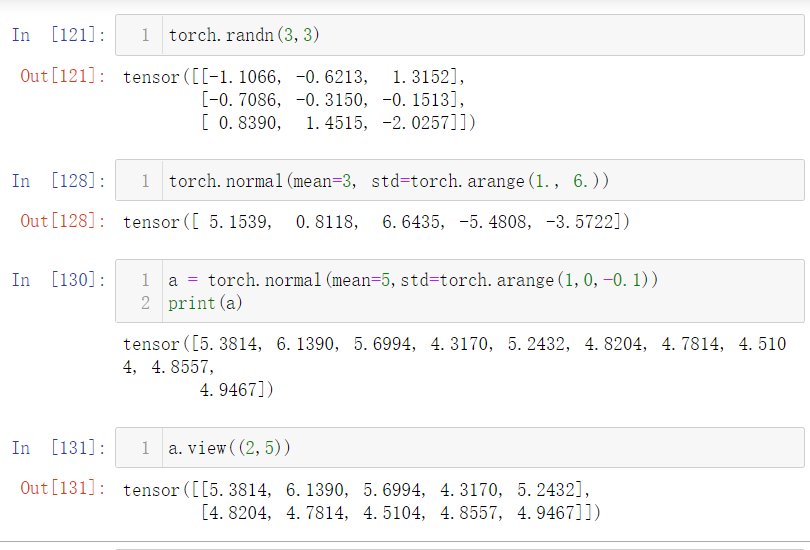 In [121]: 1 torch.randn(3,3)
Out[121]: tensor([[-1.1066, -0.6213, 1.3152],
[-0.7086, -0.3150, -0.1513],
[ 0.8390, 1.4515, -2.0257]])
In [128]: 1 torch.normal(mean=3, std=torch.arange(1., 6.))
Out[128]: tensor([ 5.1539, 0.8118, 6.6435, -5.4808, -3.5722])
In [130]: 1 a = torch.normal(mean=5,std=torch.arange(1,0,-0.1))
2 print(a)
tensor([5.3814, 6.1390, 5.6994, 4.3170, 5.2432, 4.8204, 4.7814, 4.510
4, 4.8557,
4.9467])
In [131]: 1 a.view((2,5))
Out[131]: tensor([[5.3814, 6.1390, 5.6994, 4.3170, 5.2432],
[4.8204, 4.7814, 4.5104, 4.8557, 4.9467]])